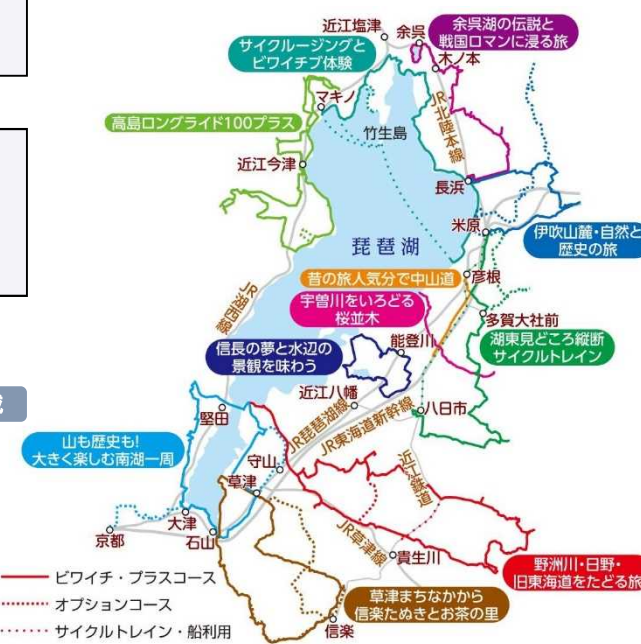 近江塩津
余呉
余呉湖の伝説と
戦国ロマンに浸る旅
サイクルージングと
ビワイチブ体験
木ノ本
マキノ
JR北陸本線
高島ロングライド100プラス
竹生島
近江今津
長浜
米原
伊吹山麓・自然と
歴史の旅
琵琶湖
昔の旅人気分で中山道
彦根
宇曽川をいろどる
桜並木
JR湖西線
多賀大社前
信長の夢と水辺の
景観を味わう
能登川
湖東見どころ縦断
サイクルトレイン
近江八幡
JR琵琶湖線
JR東海道新幹線
八日市
堅田
山も歴史も!
大きく楽しむ南湖一周
守山
草津
近江鉄道
大津
京都
石山
JR草津線
貴生川
野洲川・日野・
旧東海道をたどる旅
草津まちなかから
信楽たぬきとお茶の里
信楽
ビワイチ・プラスコース
オプションコース
サイクルトレイン・船利用